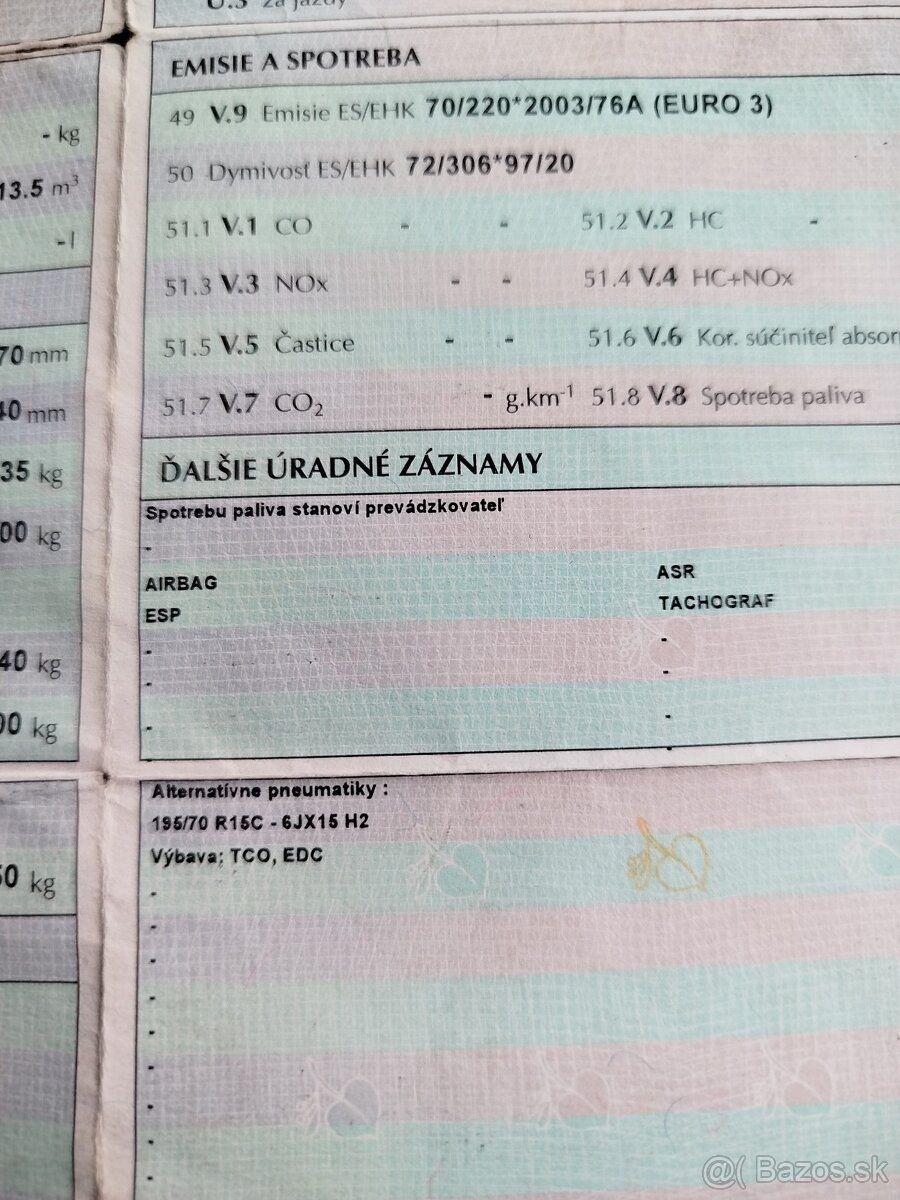 U.3 za jazdy
EMISIE A SPOTREBA
49 V.9 Emisie ES/EHK 70/220*2003/76A (EURO 3)
- kg
50 Dymivosť ES/EHK 72/306*97/20
13.5 m³
51.1 V.1 CO - - 51.2 V.2 HC -
- l
51.3 V.3 NOx - - 51.4 V.4 HC+NOx
51.5 V.5 Častice - - 51.6 V.6 Kor. súčiniteľ absor
70 mm
51.7 V.7 CO₂ - g.km⁻¹ 51.8 V.8 Spotreba paliva
40 mm
ĎALŠIE ÚRADNÉ ZÁZNAMY
35 kg
Spotrebu paliva stanoví prevádzkovateľ
00 kg
-
AIRBAG ASR
ESP TACHOGRAF
- -
40 kg
- -
00 kg
- -
Alternatívne pneumatiky :
195/70 R15C - 6JX15 H2
Výbava; TCO, EDC
50 kg
-
-
-
-
-
-
-
-
@( Bazos.sk